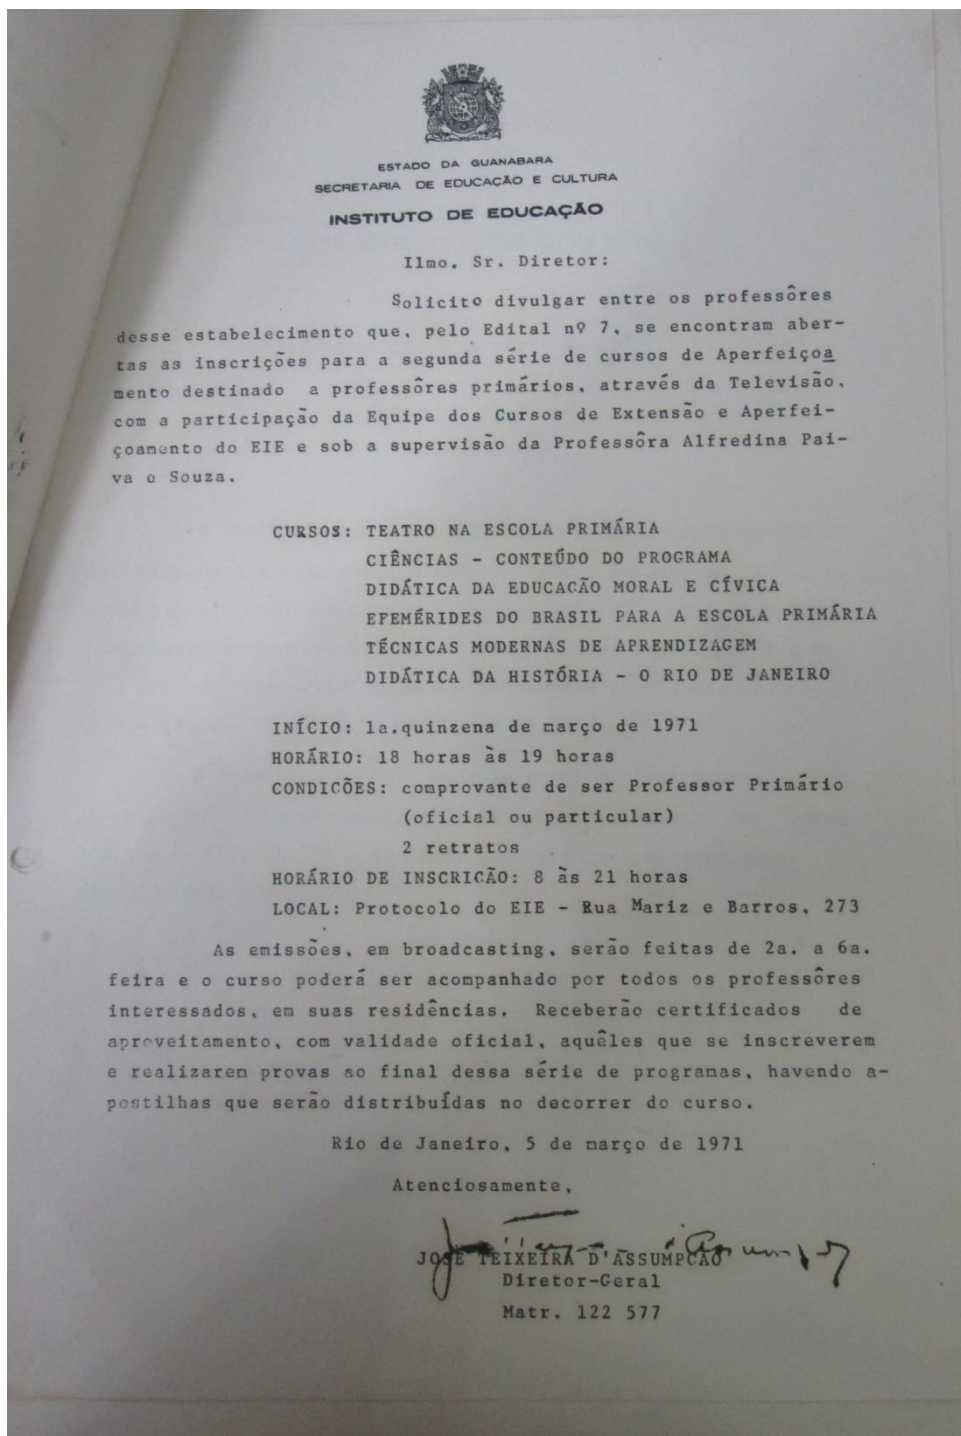 ESTADO DA GUANABARA
SECRETARIA DE EDUCAÇÃO E CULTURA
INSTITUTO DE EDUCAÇÃO
Ilmo. Sr. Diretor:
Solicito divulgar entre os professôres
desse estabelecimento que, pelo Edital nº 7, se encontram aber-
tas as inscrições para a segunda série de cursos de Aperfeiçoa
mento destinado a professôres primários, através da Televisão,
com a participação da Equipe dos Cursos de Extensão e Aperfei-
çoamento do EIE e sob a supervisão da Professôra Alfredina Pai-
va e Souza.
CURSOS: TEATRO NA ESCOLA PRIMÁRIA
CIÊNCIAS - CONTEÚDO DO PROGRAMA
DIDÁTICA DA EDUCACÃO MORAL E CÍVICA
EFEMÉRIDES DO BRASIL PARA A ESCOLA PRIMÁRIA
TÉCNICAS MODERNAS DE APRENDIZAGEM
DIDÁTICA DA HISTÓRIA - O RIO DE JANEIRO
INÍCIO: 1a.quinzena de março de 1971
HORÁRIO: 18 horas às 19 horas
CONDICÕES: comprovante de ser Professor Primário
(oficial ou particular)
2 retratos
HORÁRIO DE INSCRICÃO: 8 às 21 horas
LOCAL: Protocolo do EIE - Rua Mariz e Barros, 273
As emissões, em broadcasting, serão feitas de 2a. a 6a.
feira e o curso poderá ser acompanhado por todos os professôres
interessados, em suas residências. Receberão certificados de
aproveitamento, com validade oficial, aquêles que se inscreverem
e realizarem provas ao final dessa série de programas, havendo a-
postilhas que serão distribuídas no decorrer do curso.
Rio de Janeiro, 5 de março de 1971
Atenciosamente,
JOSÉ TEIXEIRA D'ASSUMPCÃO
Diretor-Geral
Matr. 122 577